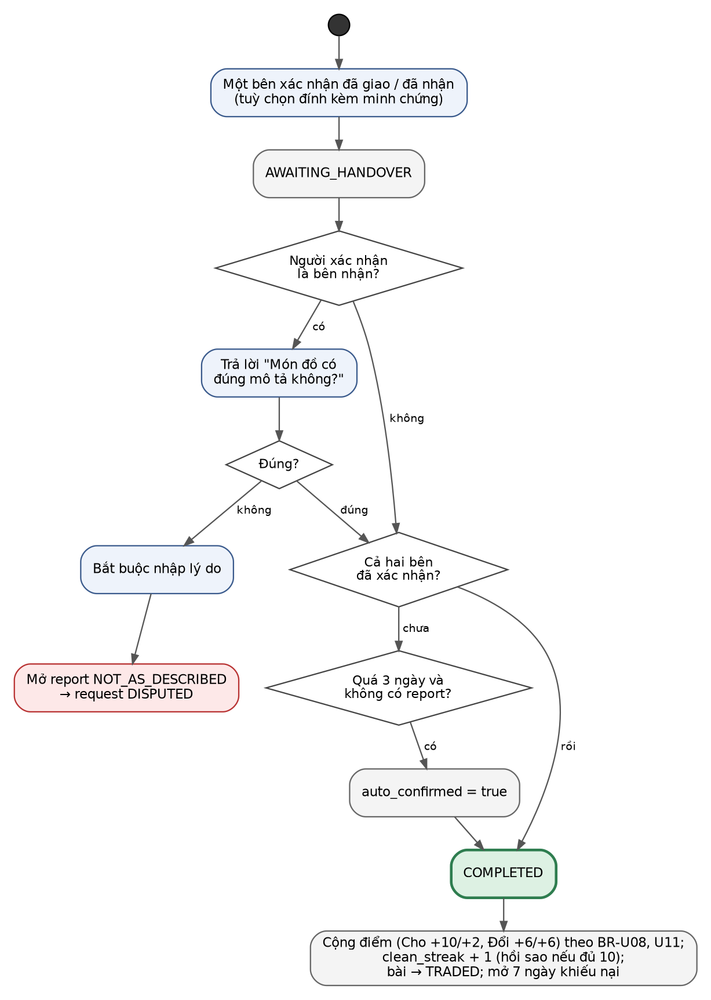 Một bên xác nhận đã giao / đã nhận
(tuỳ chọn đính kèm minh chứng)
AWAITING_HANDOVER
Người xác nhận
là bên nhận?
có
Trả lời "Món đồ có
đúng mô tả không?"
không
Đúng?
không
đúng
Bắt buộc nhập lý do
Cả hai bên
đã xác nhận?
chưa
Mở report NOT_AS_DESCRIBED
→ request DISPUTED
Quá 3 ngày và
không có report?
có
rồi
auto_confirmed = true
COMPLETED
Cộng điểm (Cho +10/+2, Đổi +6/+6) theo BR-U08, U11;
clean_streak + 1 (hồi sao nếu đủ 10);
bài → TRADED; mở 7 ngày khiếu nại